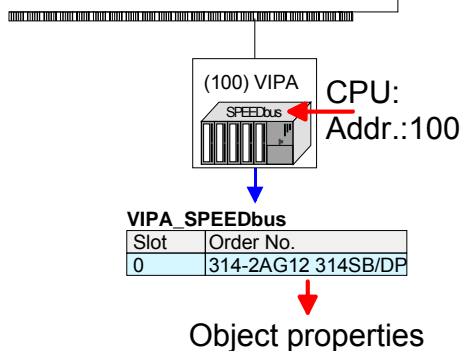 (100) VIPA
SPEEDbus
CPU:
Addr.:100
VIPA_SPEEDbus
Slot Order No.
0 314-2AG12 314SB/DP
Object properties